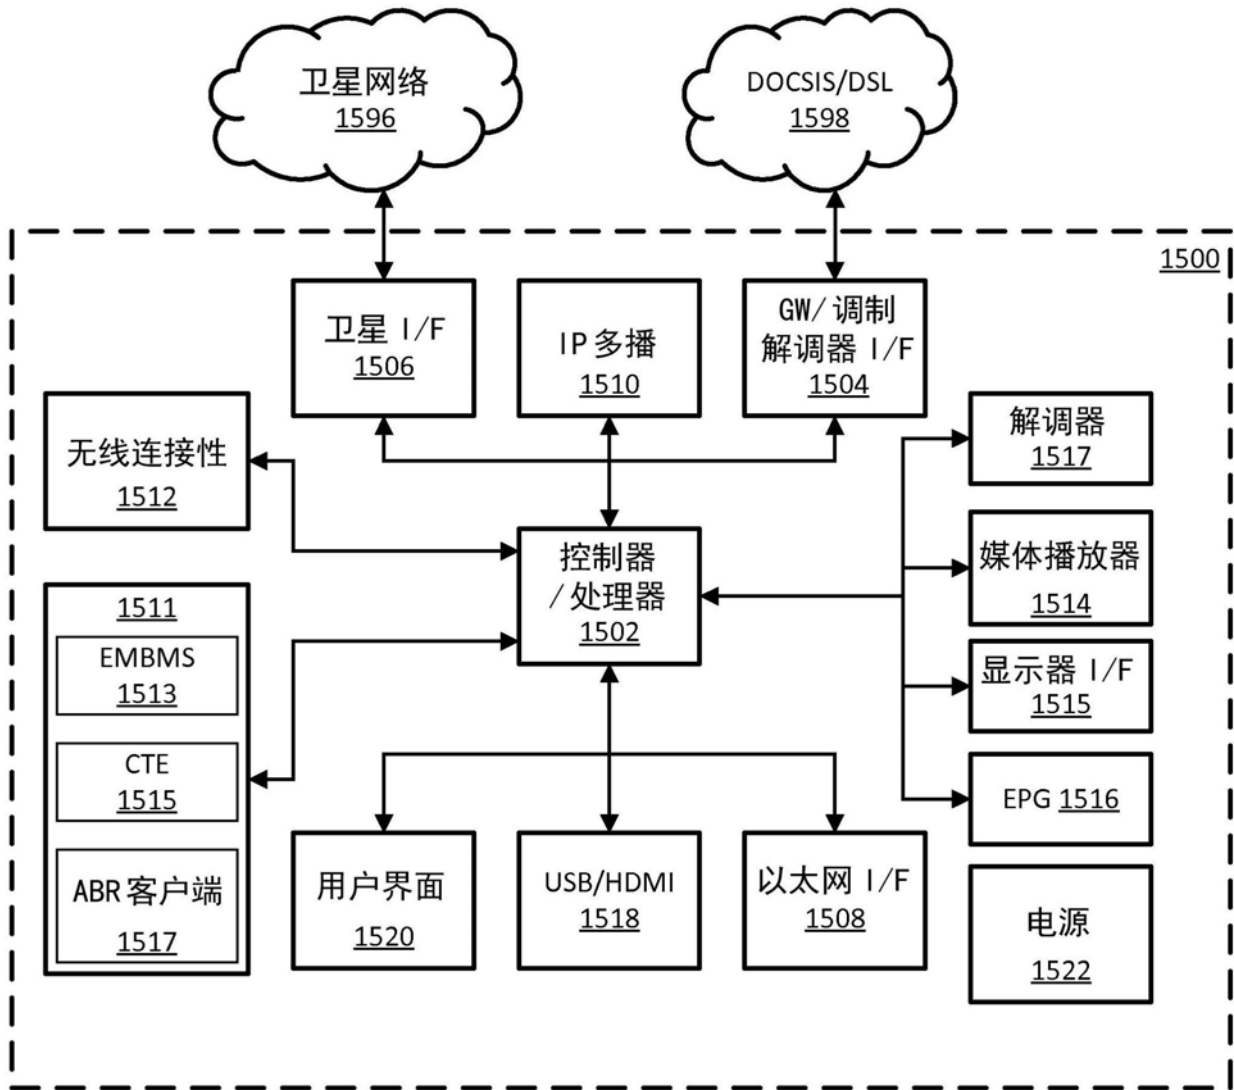 卫星网络
1596
DOCSIS/DSL
1598
1500
卫星 I/F
1506
IP 多播
1510
GW/ 调制
解调器 I/F
1504
无线连接性
1512
解调器
1517
控制器
/处理器
1502
媒体播放器
1514
1511
EMBMS
1513
CTE
1515
ABR 客户端
1517
显示器 I/F
1515
EPG 1516
用户界面
1520
USB/HDMI
1518
以太网 I/F
1508
电源
1522